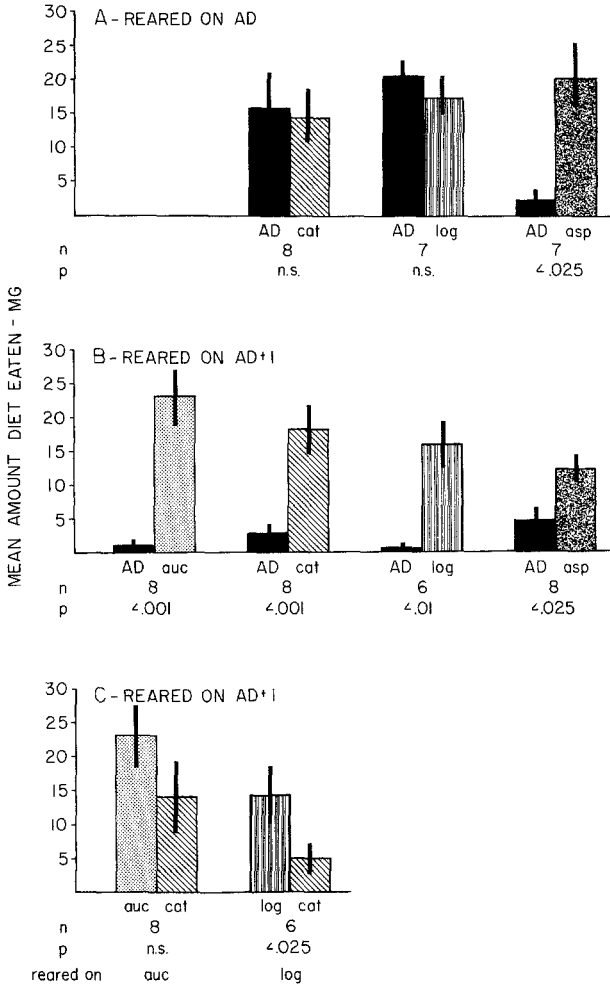 A-REARED ON AD
30
25
20
15
10
5
AD cat AD log AD asp
n 8 7 7
p n.s. n.s. <.025
MEAN AMOUNT DIET EATEN - MG
B-REARED ON AD+1
30
25
20
15
10
5
AD auc AD cat AD log AD asp
n 8 8 6 8
p <.001 <.001 <.01 <.025
C-REARED ON AD+1
30
25
20
15
10
5
auc cat log cat
n 8 6
p n.s. <.025
reared on auc log